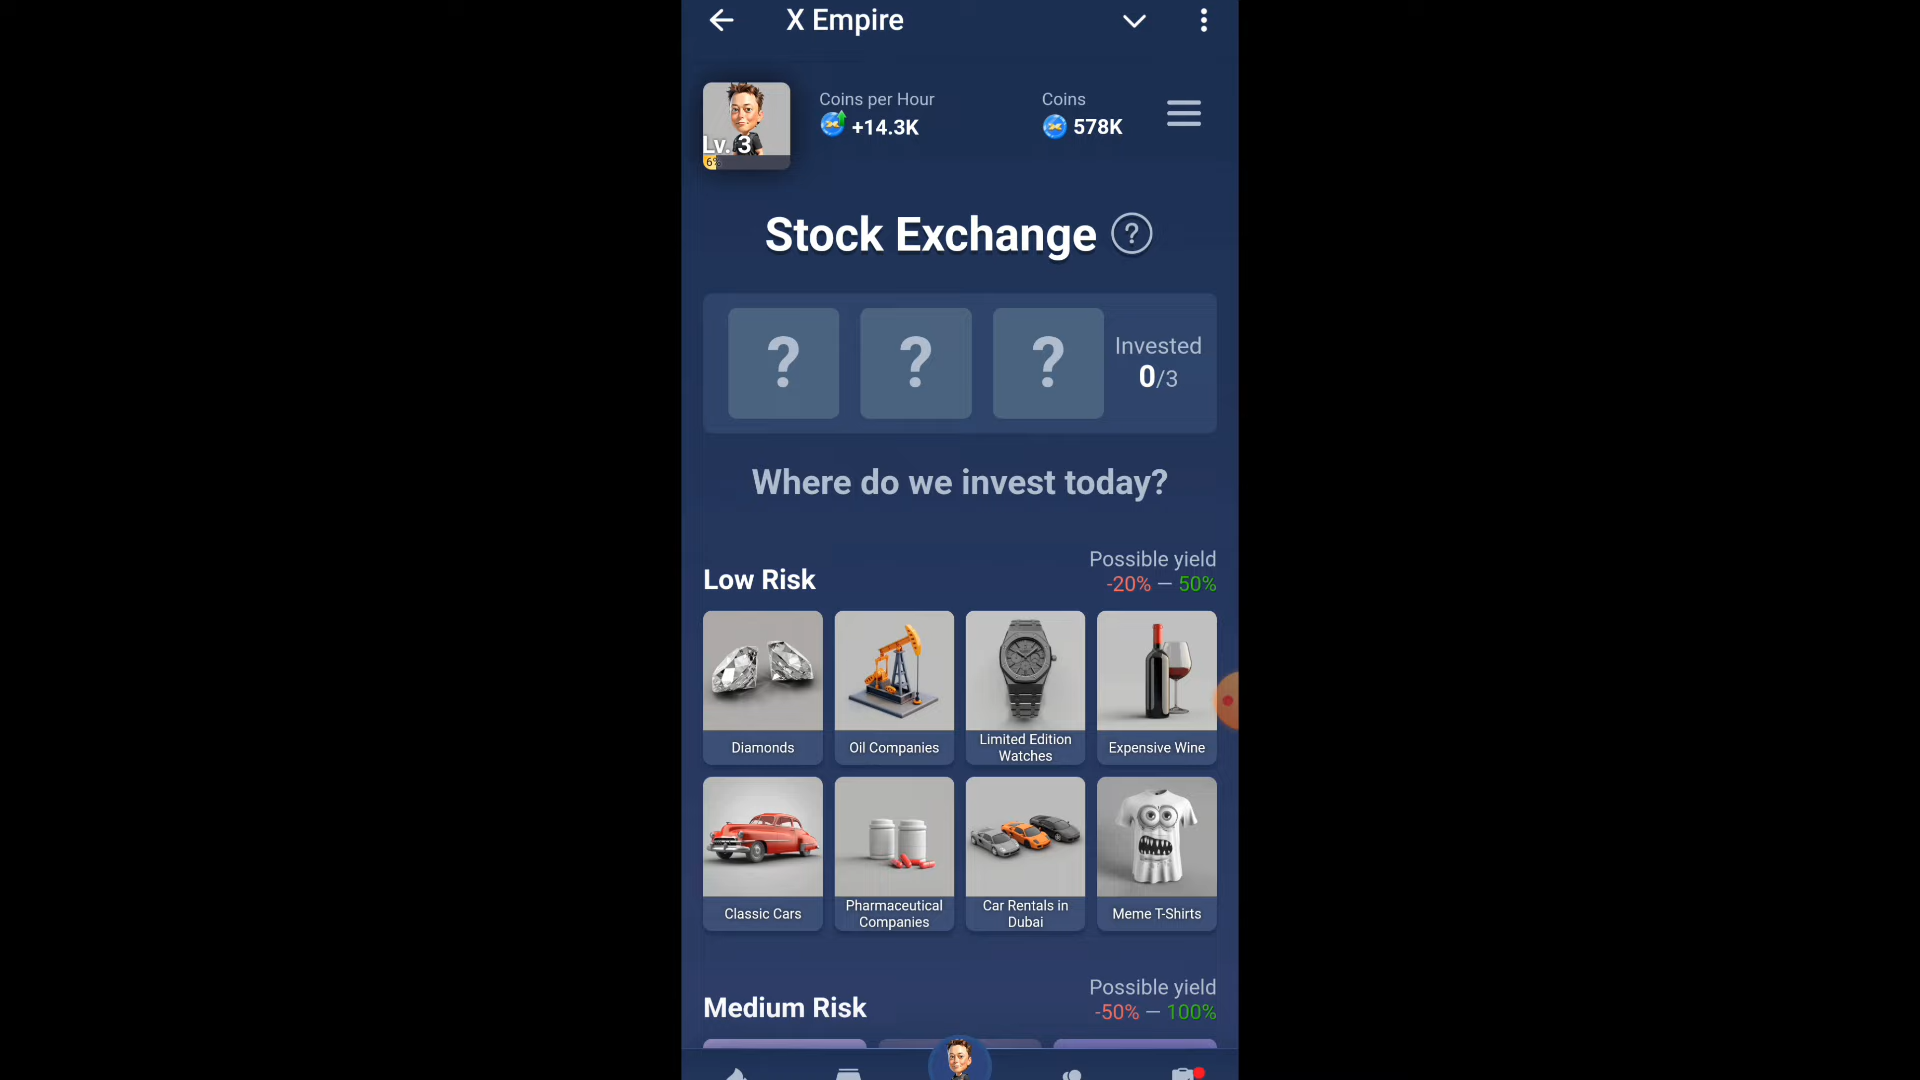 X Empire
Coins per Hour
+14.3K
Coins
578K
Lv. 3
6%
Stock Exchange ?
? ? ?
Invested
0/3
Where do we invest today?
Low Risk
Possible yield
-20% — 50%
Diamonds
Oil Companies
Limited Edition
Watches
Expensive Wine
Classic Cars
Pharmaceutical
Companies
Car Rentals in
Dubai
Meme T-Shirts
Medium Risk
Possible yield
-50% — 100%